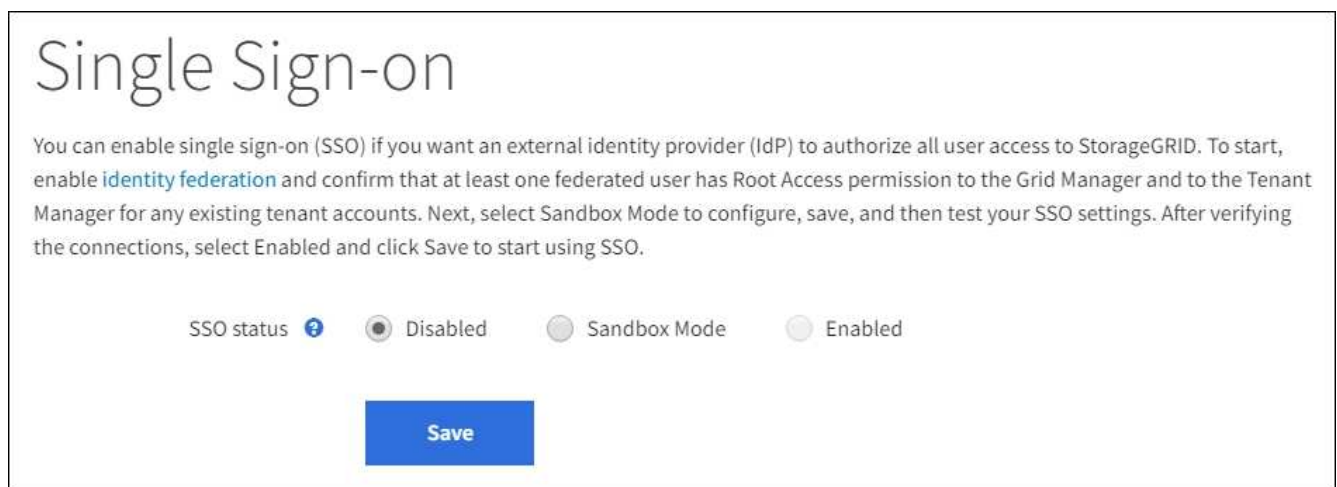 Single Sign-on
You can enable single sign-on (SSO) if you want an external identity provider (IdP) to authorize all user access to StorageGRID. To start,
enable identity federation and confirm that at least one federated user has Root Access permission to the Grid Manager and to the Tenant
Manager for any existing tenant accounts. Next, select Sandbox Mode to configure, save, and then test your SSO settings. After verifying
the connections, select Enabled and click Save to start using SSO.
SSO status ? Disabled Sandbox Mode Enabled
Save